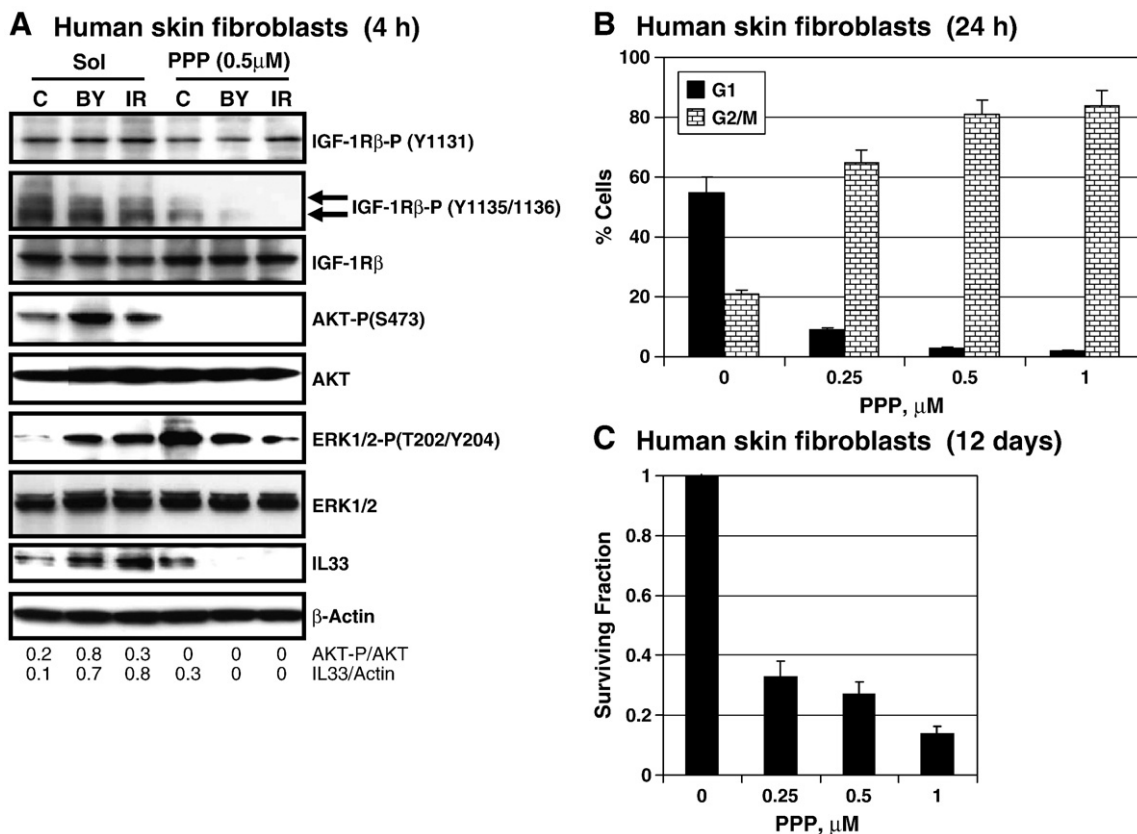 A Human skin fibroblasts (4 h)
Sol PPP (0.5μM)
C BY IR C BY IR
IGF-1Rβ-P (Y1131)
IGF-1Rβ-P (Y1135/1136)
IGF-1Rβ
AKT-P(S473)
AKT
ERK1/2-P(T202/Y204)
ERK1/2
IL33
β-Actin
0.2 0.8 0.3 0 0 0 AKT-P/AKT
0.1 0.7 0.8 0.3 0 0 IL33/Actin
B Human skin fibroblasts (24 h)
100
80
60
40
20
0
% Cells
G1
G2/M
0 0.25 0.5 1
PPP, μM
C Human skin fibroblasts (12 days)
1
0.8
0.6
0.4
0.2
0
Surviving Fraction
0 0.25 0.5 1
PPP, μM